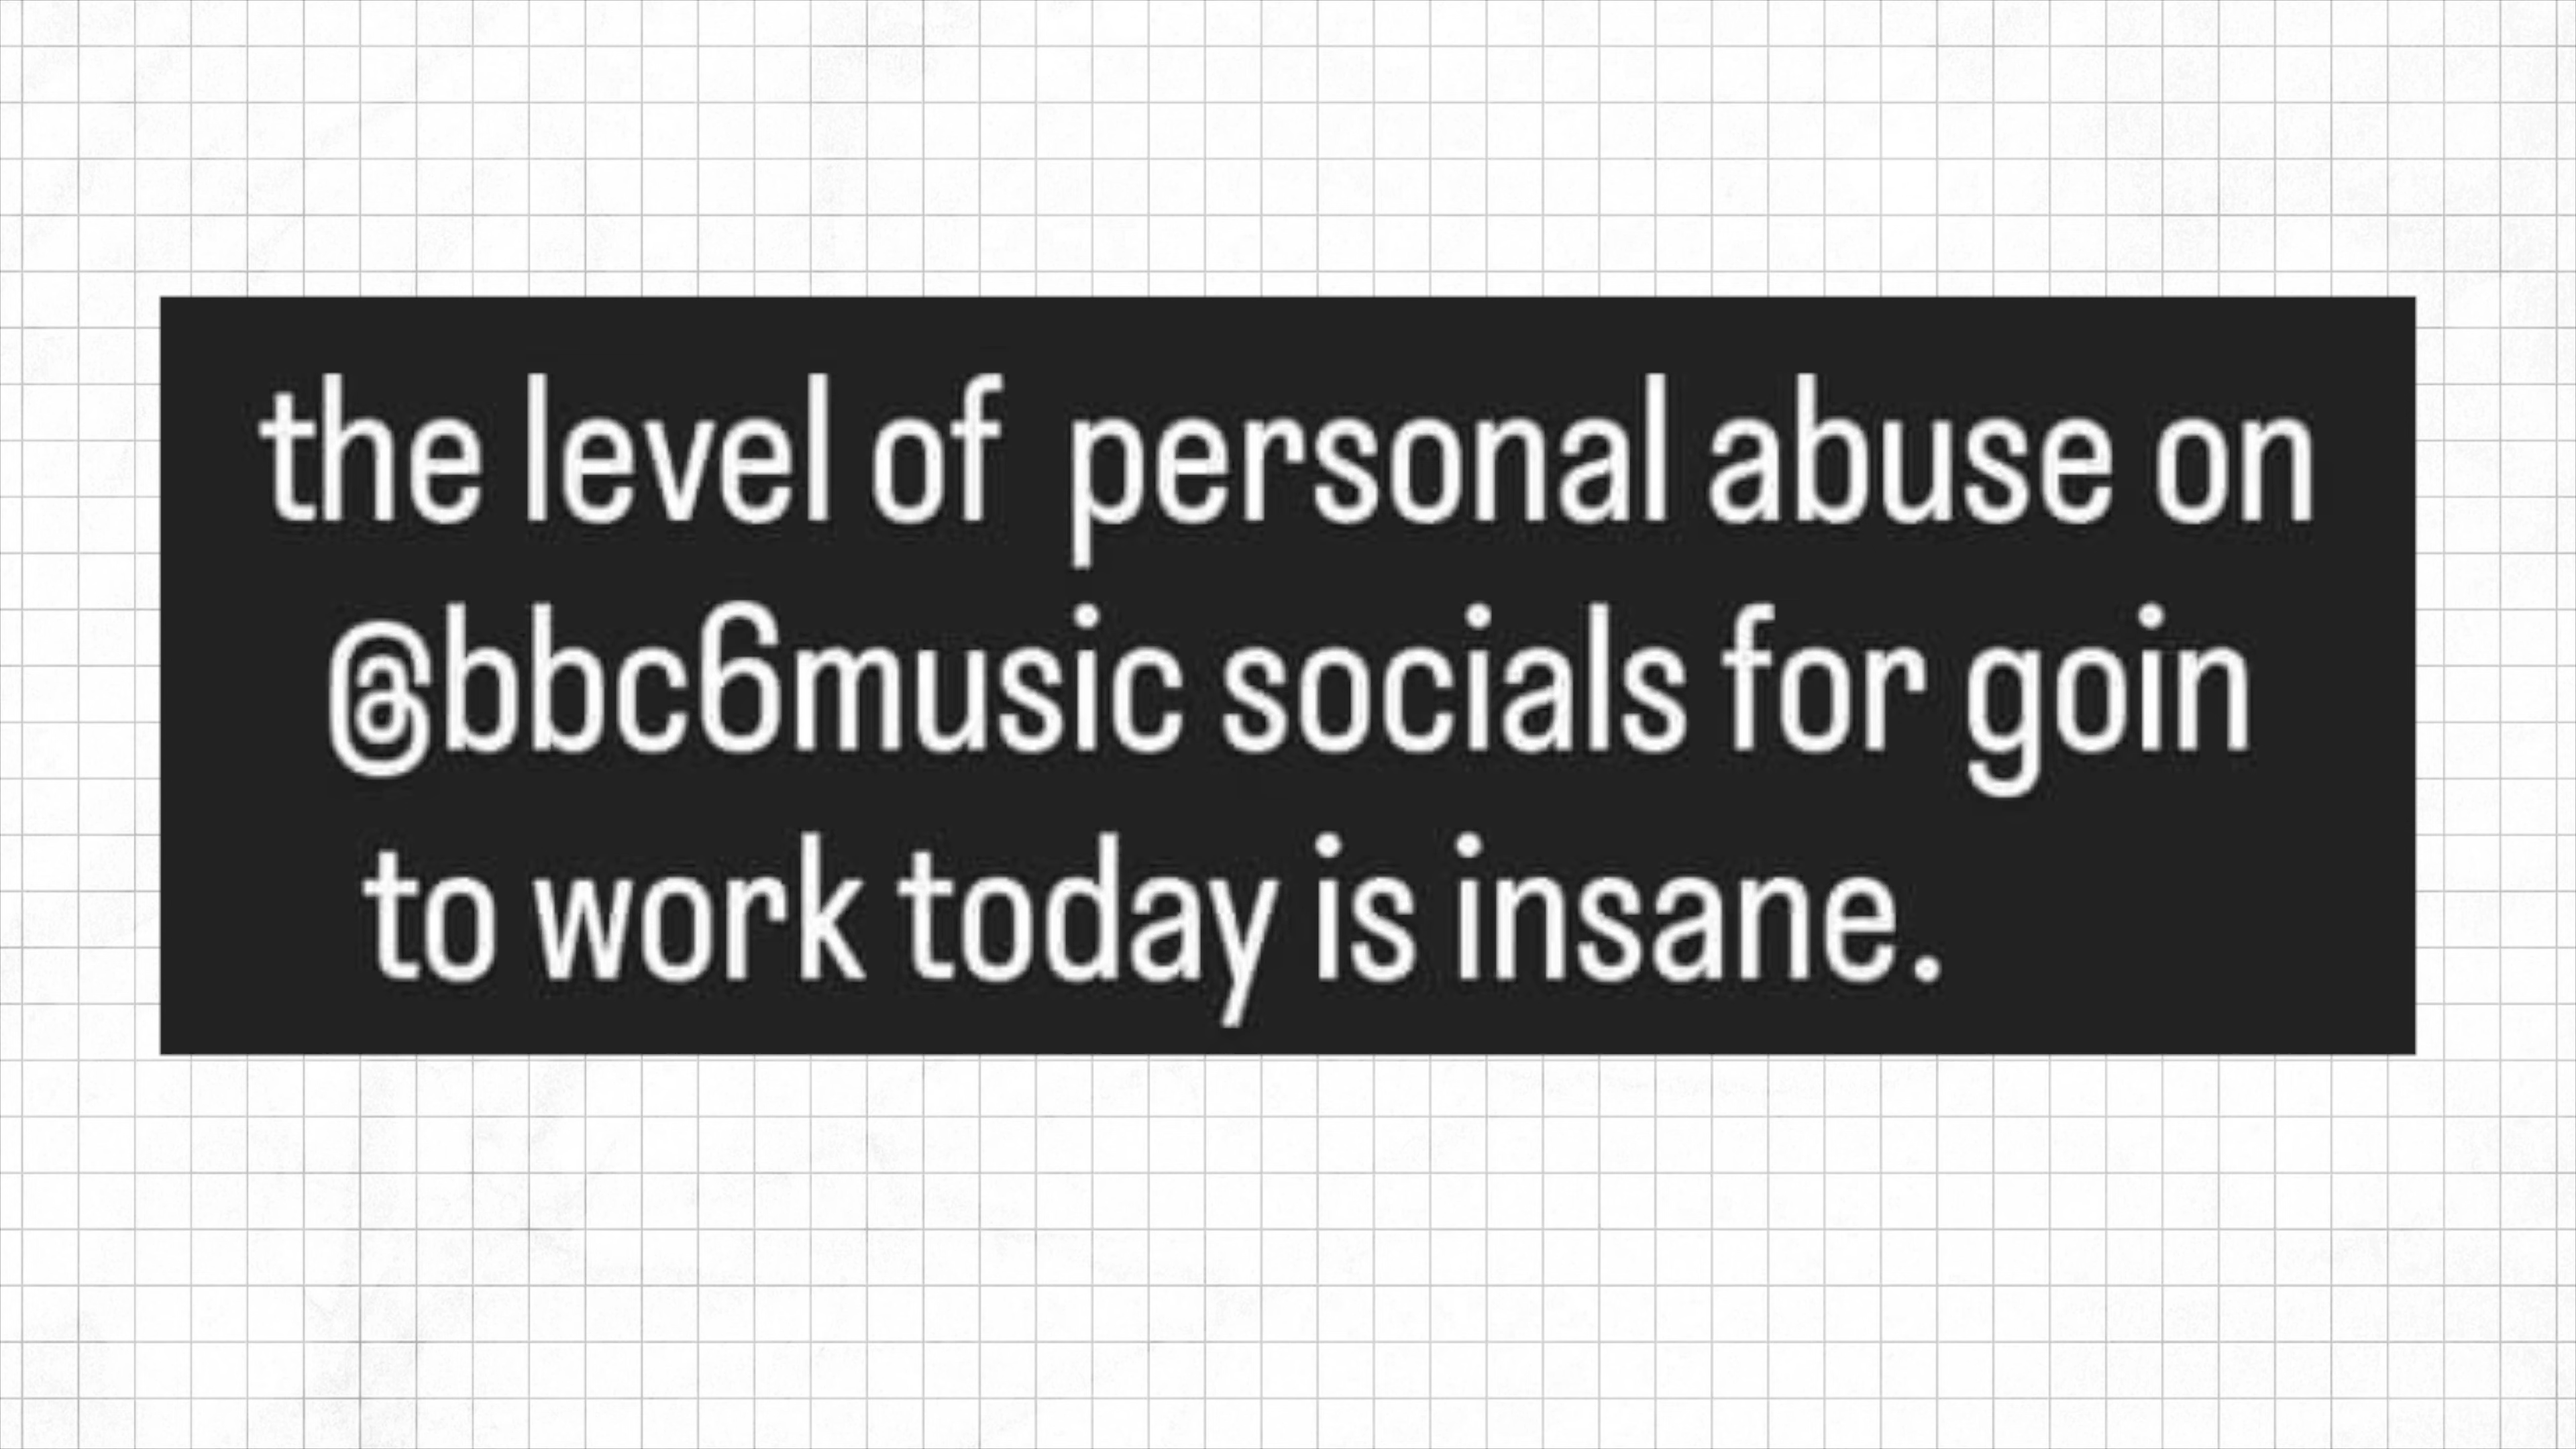 the level of personal abuse on
@bbc6music socials for goin
to work today is insane.